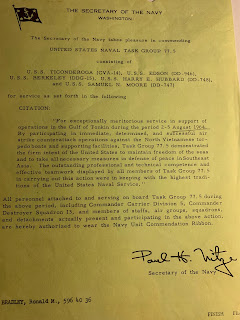 THE SECRETARY OF THE NAVY
WASHINGTON
The Secretary of the Navy takes pleasure in commending
UNITED STATES NAVAL TASK GROUP 77.5
consisting of
U.S.S. TICONDEROGA (CVA-14), U.S.S. EDSON (DD-946),
U.S.S. BERKELEY (DDG-15), U.S.S. HARRY E. HUBBARD (DD-748),
and U.S.S. SAMUEL N. MOORE (DD-747)
for service as set forth in the following
CITATION:
"For exceptionally meritorious service in support of
operations in the Gulf of Tonkin during the period 2-5 August 1964.
By participating in immediate, determined, and successful air
strike countermeasure operations against the North Vietnamese tor-
pedo boats and supporting facilities, Task Group 77.5 demonstrated
the firm intent of the United States to maintain freedom of the seas
and to take all necessary measures in defense of peace in Southeast
Asia. The outstanding professional and technical competence and
effective teamwork displayed by all members of Task Group 77.5
in carrying out this action were in keeping with the highest tradi-
tions of the United States Naval Service."
All personnel attached to and serving on board Task Group 77.5 during
the above period, including Commander Carrier Division 5, Commander
Destroyer Squadron 19, and members of staffs, air groups, squadrons,
and detachments actually present and participating in the above action,
are hereby authorized to wear the Navy Unit Commendation Ribbon.
Paul H. Nitze
Secretary of the Navy
BEASLEY, Ronald M., 596 40 36